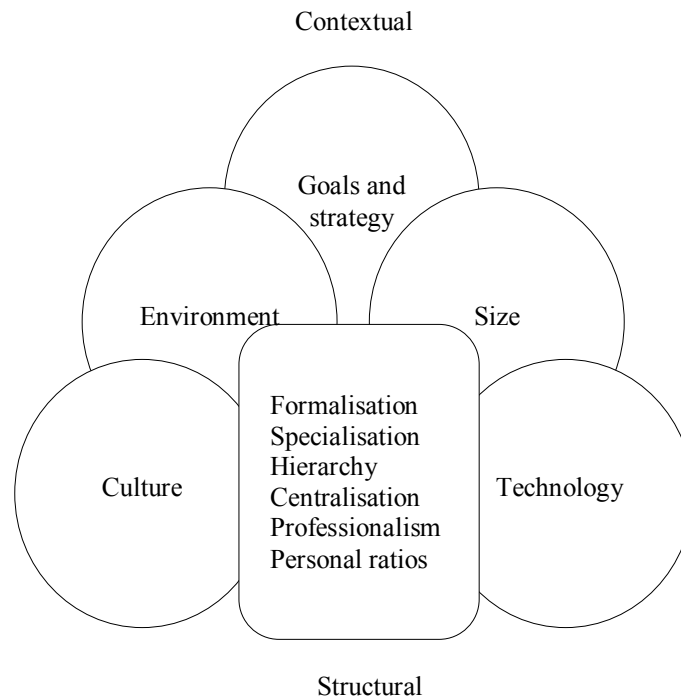 Contextual
Goals and
strategy
Environment
Size
Culture
Formalisation
Specialisation
Hierarchy
Centralisation
Professionalism
Personal ratios
Technology
Structural